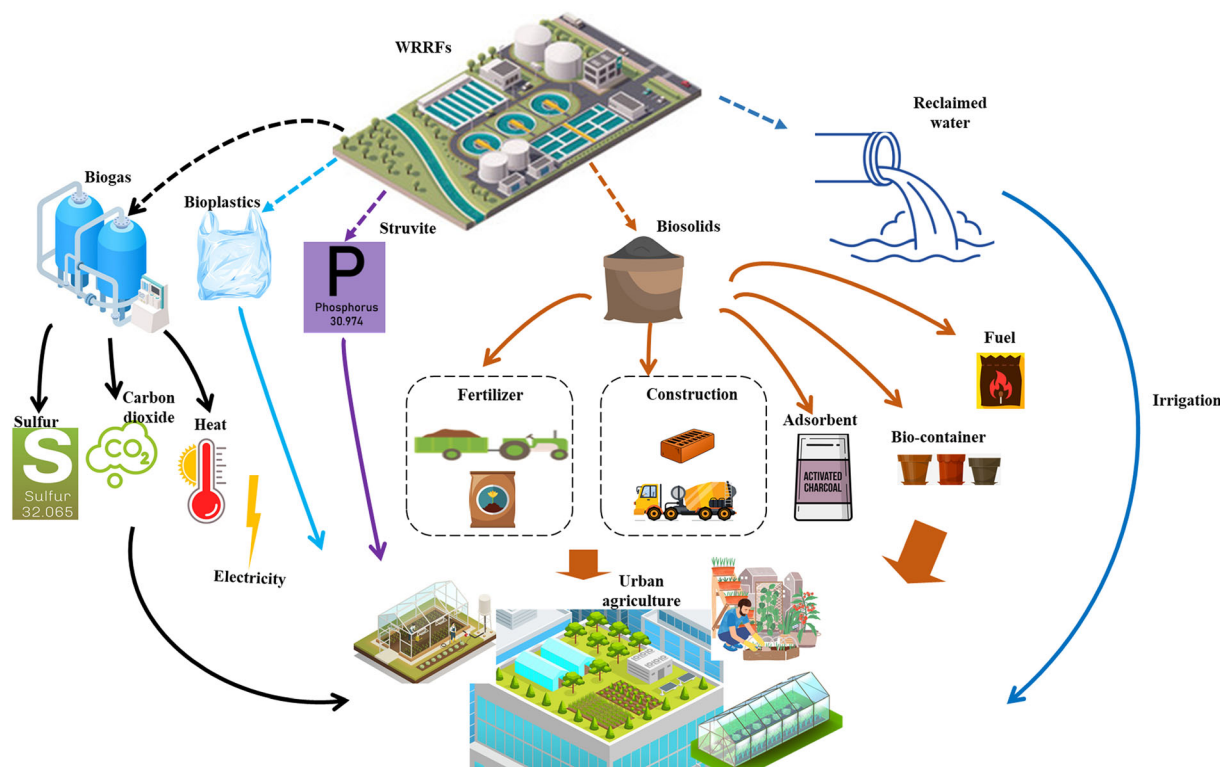 WRRFs
Reclaimed
water
Biogas
Bioplastics
Struvite
Biosolids
P
Phosphorus
30.974
Fuel
Fertilizer
Construction
Irrigation
Sulfur
Carbon
dioxide
Heat
Adsorbent
Bio-container
S
Sulfur
32.065
CO2
ACTIVATED
CHARCOAL
Electricity
Urban
agriculture